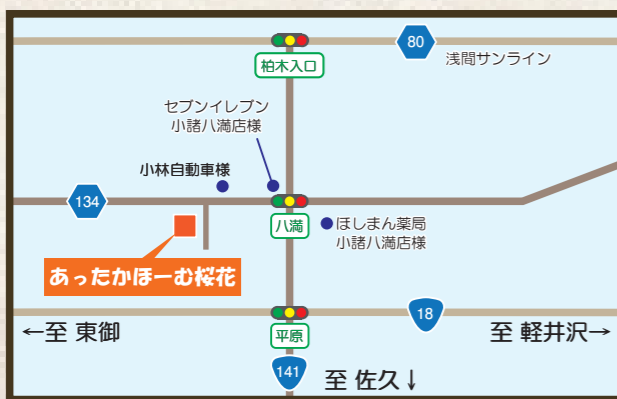 80
浅間サンライン
柏木入口
セブンイレブン
小諸八満店様
小林自動車様
134
八満
ほしまん薬局
小諸八満店様
あったかほーむ桜花
18
←至 東御
平原
至 軽井沢→
141
至 佐久↓